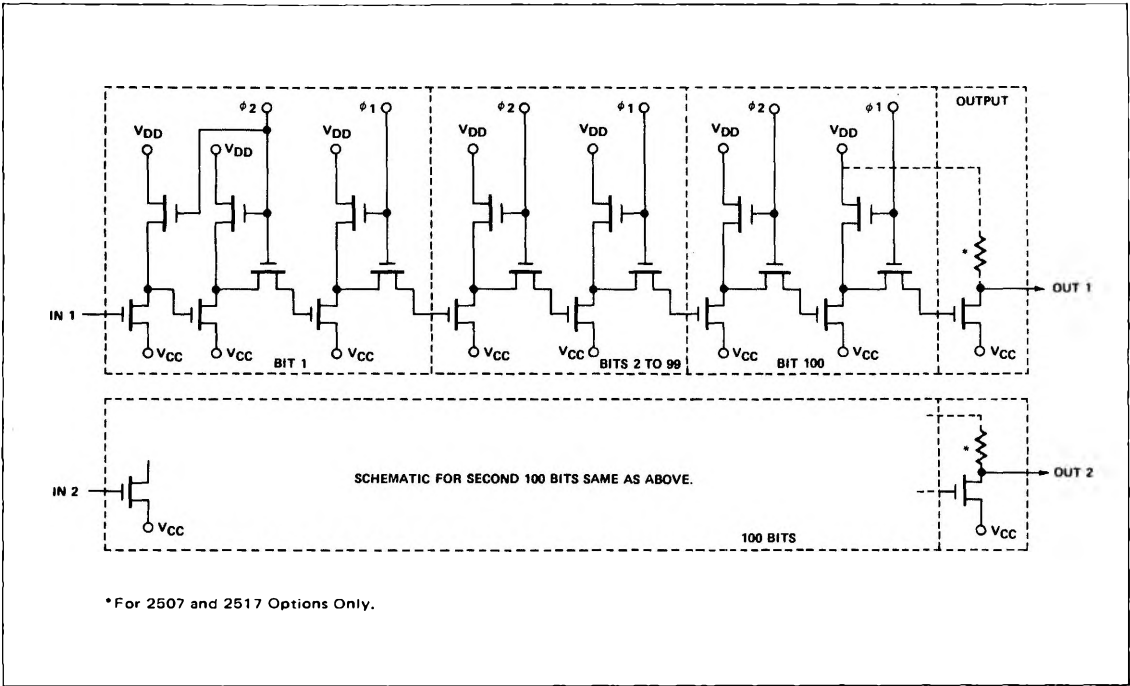 φ2 φ1 φ2 φ1 φ2 φ1 OUTPUT
VDD VDD VDD VDD VDD VDD VDD
*
OUT 1
IN 1
VCC VCC VCC VCC VCC VCC VCC VCC
BIT 1 BITS 2 TO 99 BIT 100
*
OUT 2
SCHEMATIC FOR SECOND 100 BITS SAME AS ABOVE.
IN 2
VCC VCC
100 BITS
*For 2507 and 2517 Options Only.